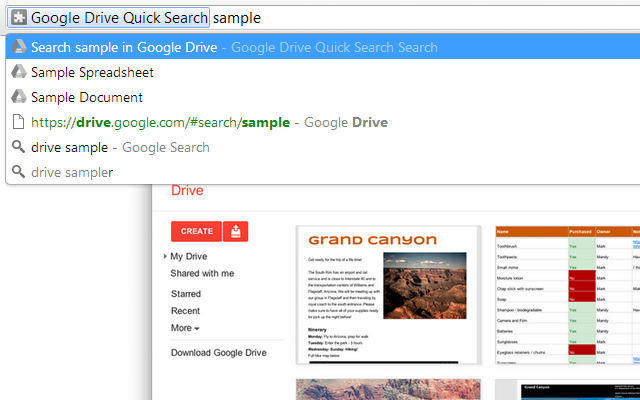 Google Drive Quick Search sample
Search sample in Google Drive - Google Drive Quick Search Search
Sample Spreadsheet
Sample Document
https://drive.google.com/#search/sample - Google Drive
drive sample - Google Search
drive sampler
Drive
CREATE
My Drive
Shared with me
Starred
Recent
More
Download Google Drive
Grand Canyon
Get ready for the trip of a life time!
The South Rim has an airport and rail
service and is close to Interstate 40 and to
the transportation centers of Williams and
Flagstaff, Arizona. We will be meeting up with
our group in Flagstaff and then traveling by
royal coach to the south entrance. Please
make sure to have all of your supplies ready
for pick up the night before!
Itinerary
Monday: Fly to Arizona, prep for walk
Tuesday: Enter the park - 3 hours
Wednesday- Sunday: Hiking!
Full hike map below
Name Purchased Owner
Toothbrush Yes Mark
Toothpaste Yes Mandy
Small mirror Yes Mark
Moisture lotion No Mark
Chap stick with sunscreen Yes Mark
Soap No Mark
Shampoo - biodegradable Yes Mandy
Camera and Film Yes Mandy
Batteries Yes Mandy
Sunglasses Yes Mandy
Eyeglass retainers / churns No Mark
Sunscreen Yes Mark
Grand Canyon